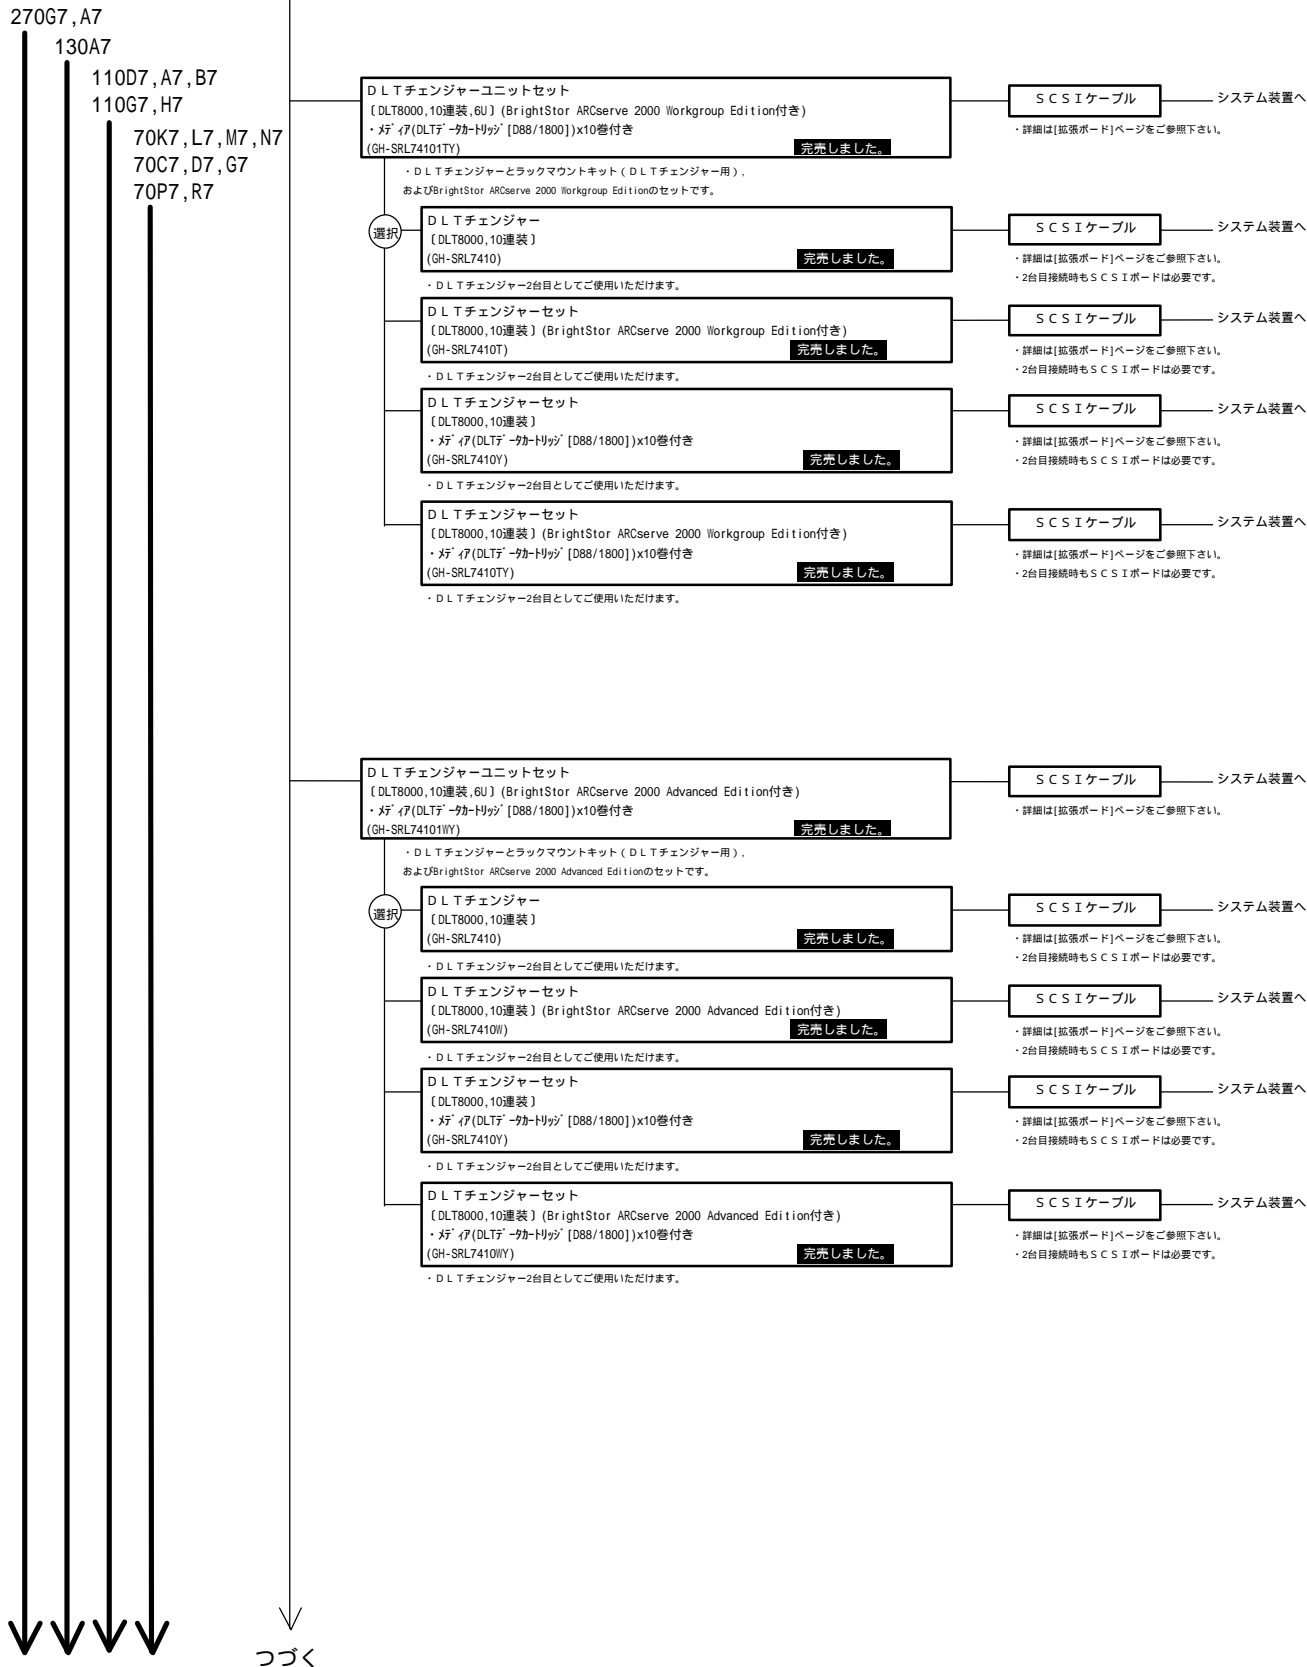 270G7,A7
130A7
110D7,A7,B7
110G7,H7
70K7,L7,M7,N7
70C7,D7,G7
70P7,R7
ＤＬＴチェンジャーユニットセット
〔DLT8000,10連装,6U〕(BrightStor ARCserve 2000 Workgroup Edition付き)
・ﾒﾃﾞｨｱ(DLTﾃﾞｰﾀｶｰﾄﾘｯｼﾞ[D88/1800])x10巻付き
(GH-SRL74101TY) 完売しました。
ＳＣＳＩケーブル システム装置へ
・詳細は[拡張ボード]ページをご参照下さい。
・ＤＬＴチェンジャーとラックマウントキット（ＤＬＴチェンジャー用）,
およびBrightStor ARCserve 2000 Workgroup Editionのセットです。
選択
ＤＬＴチェンジャー
〔DLT8000,10連装〕
(GH-SRL7410) 完売しました。
・ＤＬＴチェンジャー2台目としてご使用いただけます。
ＳＣＳＩケーブル システム装置へ
・詳細は[拡張ボード]ページをご参照下さい。
・2台目接続時もＳＣＳＩボードは必要です。
ＤＬＴチェンジャーセット
〔DLT8000,10連装〕(BrightStor ARCserve 2000 Workgroup Edition付き)
(GH-SRL7410T) 完売しました。
・ＤＬＴチェンジャー2台目としてご使用いただけます。
ＳＣＳＩケーブル システム装置へ
・詳細は[拡張ボード]ページをご参照下さい。
・2台目接続時もＳＣＳＩボードは必要です。
ＤＬＴチェンジャーセット
〔DLT8000,10連装〕
・ﾒﾃﾞｨｱ(DLTﾃﾞｰﾀｶｰﾄﾘｯｼﾞ[D88/1800])x10巻付き
(GH-SRL7410Y) 完売しました。
・ＤＬＴチェンジャー2台目としてご使用いただけます。
ＳＣＳＩケーブル システム装置へ
・詳細は[拡張ボード]ページをご参照下さい。
・2台目接続時もＳＣＳＩボードは必要です。
ＤＬＴチェンジャーセット
〔DLT8000,10連装〕(BrightStor ARCserve 2000 Workgroup Edition付き)
・ﾒﾃﾞｨｱ(DLTﾃﾞｰﾀｶｰﾄﾘｯｼﾞ[D88/1800])x10巻付き
(GH-SRL7410TY) 完売しました。
・ＤＬＴチェンジャー2台目としてご使用いただけます。
ＳＣＳＩケーブル システム装置へ
・詳細は[拡張ボード]ページをご参照下さい。
・2台目接続時もＳＣＳＩボードは必要です。
ＤＬＴチェンジャーユニットセット
〔DLT8000,10連装,6U〕(BrightStor ARCserve 2000 Advanced Edition付き)
・ﾒﾃﾞｨｱ(DLTﾃﾞｰﾀｶｰﾄﾘｯｼﾞ[D88/1800])x10巻付き
(GH-SRL74101WY) 完売しました。
ＳＣＳＩケーブル システム装置へ
・詳細は[拡張ボード]ページをご参照下さい。
・ＤＬＴチェンジャーとラックマウントキット（ＤＬＴチェンジャー用）,
およびBrightStor ARCserve 2000 Advanced Editionのセットです。
選択
ＤＬＴチェンジャー
〔DLT8000,10連装〕
(GH-SRL7410) 完売しました。
・ＤＬＴチェンジャー2台目としてご使用いただけます。
ＳＣＳＩケーブル システム装置へ
・詳細は[拡張ボード]ページをご参照下さい。
・2台目接続時もＳＣＳＩボードは必要です。
ＤＬＴチェンジャーセット
〔DLT8000,10連装〕(BrightStor ARCserve 2000 Advanced Edition付き)
(GH-SRL7410W) 完売しました。
・ＤＬＴチェンジャー2台目としてご使用いただけます。
ＳＣＳＩケーブル システム装置へ
・詳細は[拡張ボード]ページをご参照下さい。
・2台目接続時もＳＣＳＩボードは必要です。
ＤＬＴチェンジャーセット
〔DLT8000,10連装〕
・ﾒﾃﾞｨｱ(DLTﾃﾞｰﾀｶｰﾄﾘｯｼﾞ[D88/1800])x10巻付き
(GH-SRL7410Y) 完売しました。
・ＤＬＴチェンジャー2台目としてご使用いただけます。
ＳＣＳＩケーブル システム装置へ
・詳細は[拡張ボード]ページをご参照下さい。
・2台目接続時もＳＣＳＩボードは必要です。
ＤＬＴチェンジャーセット
〔DLT8000,10連装〕(BrightStor ARCserve 2000 Advanced Edition付き)
・ﾒﾃﾞｨｱ(DLTﾃﾞｰﾀｶｰﾄﾘｯｼﾞ[D88/1800])x10巻付き
(GH-SRL7410WY) 完売しました。
・ＤＬＴチェンジャー2台目としてご使用いただけます。
ＳＣＳＩケーブル システム装置へ
・詳細は[拡張ボード]ページをご参照下さい。
・2台目接続時もＳＣＳＩボードは必要です。
つづく